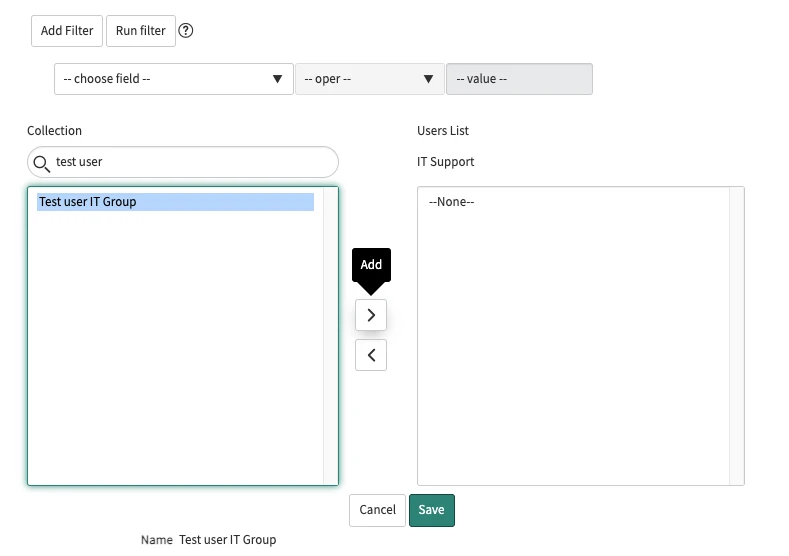 Add Filter Run filter ?
-- choose field -- -- oper -- -- value --
Collection
test user
Test user IT Group
Users List
IT Support
--None--
Add
Cancel Save
Name Test user IT Group